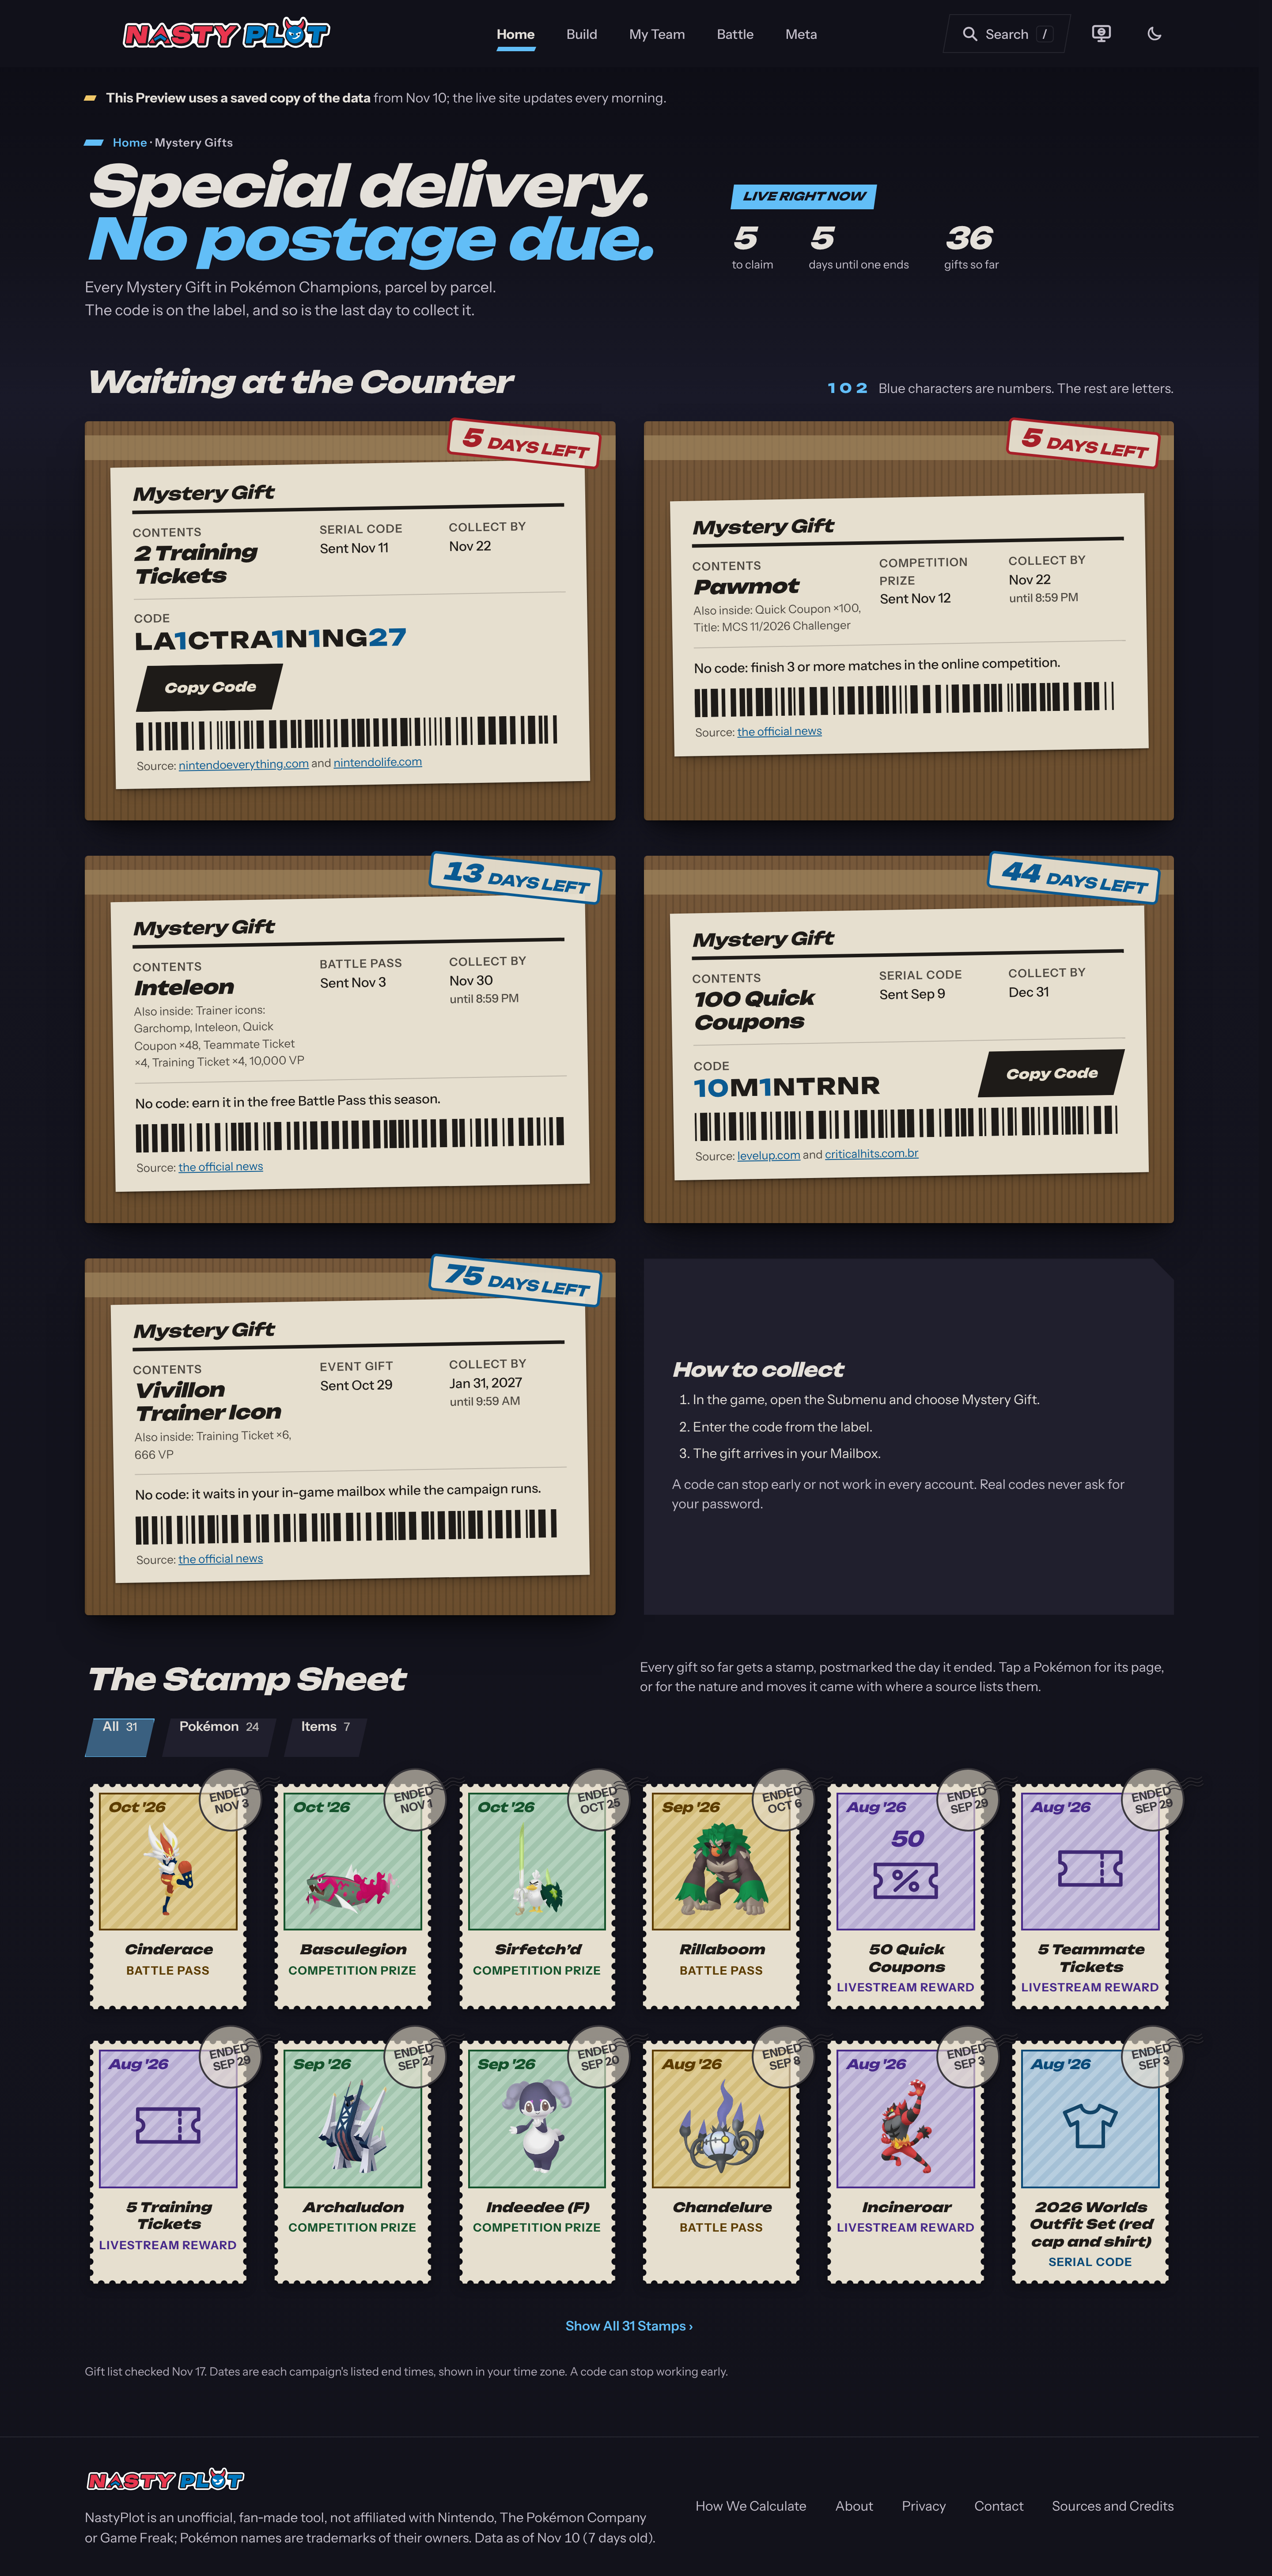 NASTY PLOT
Home
Build
My Team
Battle
Meta
Search /
This Preview uses a saved copy of the data from Nov 10; the live site updates every morning.
Home · Mystery Gifts
Special delivery.
No postage due.
Every Mystery Gift in Pokémon Champions, parcel by parcel.
The code is on the label, and so is the last day to collect it.
LIVE RIGHT NOW
5
to claim
5
days until one ends
36
gifts so far
Waiting at the Counter
1 0 2 Blue characters are numbers. The rest are letters.
5 DAYS LEFT
Mystery Gift
CONTENTS
2 Training
Tickets
SERIAL CODE
Sent Nov 11
COLLECT BY
Nov 22
CODE
LA1CTRA1N1NG27
Copy Code
Source: nintendoeverything.com and nintendolife.com
5 DAYS LEFT
Mystery Gift
CONTENTS
Pawmot
Also inside: Quick Coupon ×100,
Title: MCS 11/2026 Challenger
COMPETITION
PRIZE
Sent Nov 12
COLLECT BY
Nov 22
until 8:59 PM
No code: finish 3 or more matches in the online competition.
Source: the official news
13 DAYS LEFT
Mystery Gift
CONTENTS
Inteleon
Also inside: Trainer icons:
Garchomp, Inteleon, Quick
Coupon ×48, Teammate Ticket
×4, Training Ticket ×4, 10,000 VP
BATTLE PASS
Sent Nov 3
COLLECT BY
Nov 30
until 8:59 PM
No code: earn it in the free Battle Pass this season.
Source: the official news
44 DAYS LEFT
Mystery Gift
CONTENTS
100 Quick
Coupons
SERIAL CODE
Sent Sep 9
COLLECT BY
Dec 31
CODE
10M1NTRNR
Copy Code
Source: levelup.com and criticalhits.com.br
75 DAYS LEFT
Mystery Gift
CONTENTS
Vivillon
Trainer Icon
Also inside: Training Ticket ×6,
666 VP
EVENT GIFT
Sent Oct 29
COLLECT BY
Jan 31, 2027
until 9:59 AM
No code: it waits in your in-game mailbox while the campaign runs.
Source: the official news
How to collect
1. In the game, open the Submenu and choose Mystery Gift.
2. Enter the code from the label.
3. The gift arrives in your Mailbox.
A code can stop early or not work in every account. Real codes never ask for
your password.
The Stamp Sheet
Every gift so far gets a stamp, postmarked the day it ended. Tap a Pokémon for its page,
or for the nature and moves it came with where a source lists them.
All 31
Pokémon 24
Items 7
Oct '26
ENDED
NOV 3
Cinderace
BATTLE PASS
Oct '26
ENDED
NOV 1
Basculegion
COMPETITION PRIZE
Oct '26
ENDED
OCT 25
Sirfetch'd
COMPETITION PRIZE
Sep '26
ENDED
OCT 6
Rillaboom
BATTLE PASS
Aug '26
ENDED
SEP 29
50
50 Quick
Coupons
LIVESTREAM REWARD
Aug '26
ENDED
SEP 29
5 Teammate
Tickets
LIVESTREAM REWARD
Aug '26
ENDED
SEP 29
5 Training
Tickets
LIVESTREAM REWARD
Sep '26
ENDED
SEP 27
Archaludon
COMPETITION PRIZE
Sep '26
ENDED
SEP 20
Indeedee (F)
COMPETITION PRIZE
Aug '26
ENDED
SEP 8
Chandelure
BATTLE PASS
Aug '26
ENDED
SEP 3
Incineroar
LIVESTREAM REWARD
Aug '26
ENDED
SEP 3
2026 Worlds
Outfit Set (red
cap and shirt)
SERIAL CODE
Show All 31 Stamps ›
Gift list checked Nov 17. Dates are each campaign's listed end times, shown in your time zone. A code can stop working early.
NASTY PLOT
NastyPlot is an unofficial, fan-made tool, not affiliated with Nintendo, The Pokémon Company
or Game Freak; Pokémon names are trademarks of their owners. Data as of Nov 10 (7 days old).
How We Calculate
About
Privacy
Contact
Sources and Credits